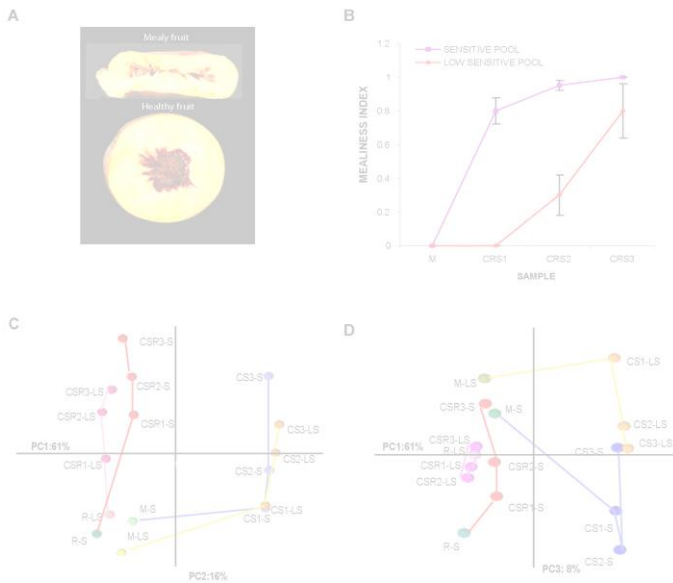 A
Mealy fruit
Healthy fruit
B
SENSITIVE POOL
LOW SENSITIVE POOL
MEALINESS INDEX
1.2
1
0.8
0.6
0.4
0.2
0
M
CRS1
CRS2
CRS3
SAMPLE
C
CSR3-S
CSR2-S
CSR3-LS
CSR2-LS
CSR1-S
PC1:61%
CSR1-LS
R-LS
R-S
M-S
M-LS
CS3-S
CS3-LS
CS2-LS
CS2-S
CS1-LS
CS1-S
PC2:16%
D
CS1-LS
M-LS
CSR3-S
M-S
CS2-LS
PC1:61%
CSR3-LS
R-LS
CS3-S
CS3-LS
CSR1-LS
CSR2-S
CSR2-LS
CSR1-S
CS1-S
R-S
CS2-S
PC3: 8%